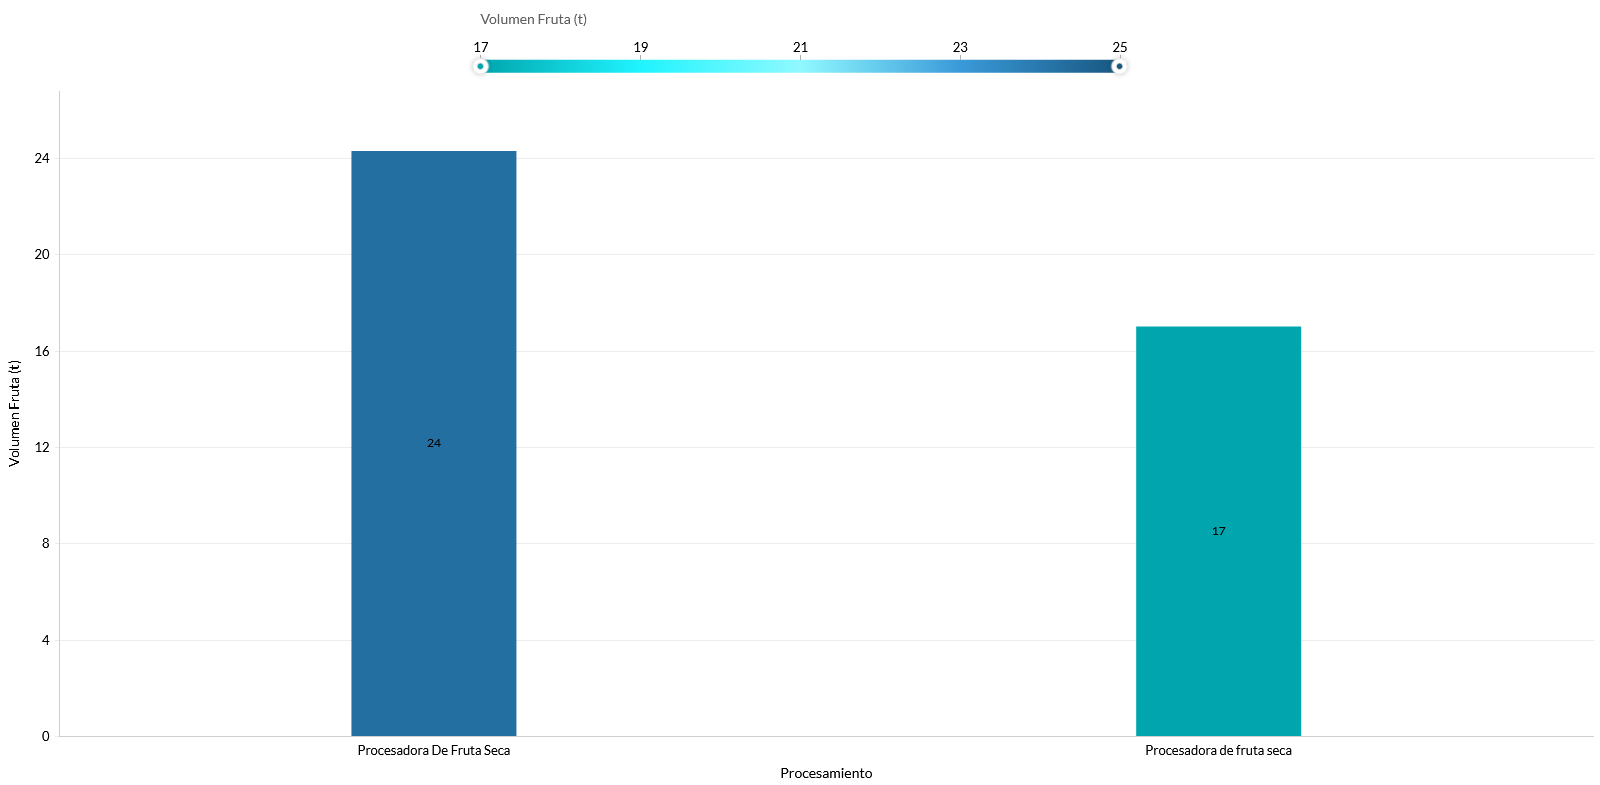 Volumen Fruta (t)
17 19 21 23 25
24
20
16
12
8
4
0
Volumen Fruta (t)
24
17
Procesadora De Fruta Seca
Procesadora de fruta seca
Procesamiento